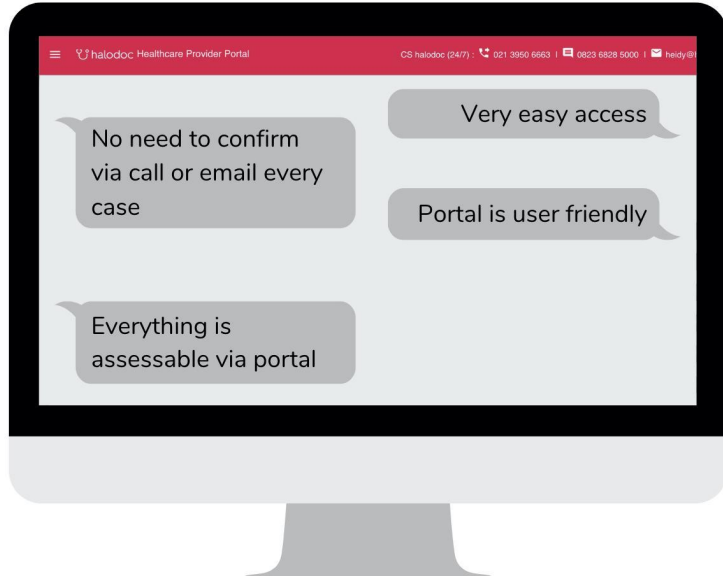 halodoc Healthcare Provider Portal
CS halodoc (24/7) : 021 3950 6663 | 0823 6828 5000 | heidy@
No need to confirm
via call or email every
case
Very easy access
Portal is user friendly
Everything is
assessable via portal